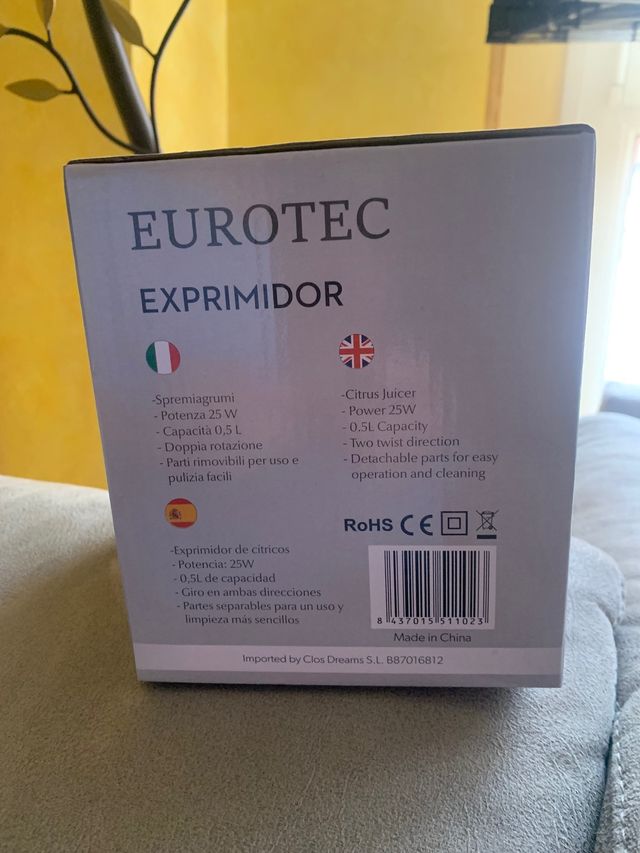 EUROTEC
EXPRIMIDOR
-Spremiagrumi
- Potenza 25 W
- Capacità 0,5 L
- Doppia rotazione
- Parti rimovibili per uso e
pulizia facili
-Citrus Juicer
- Power 25W
- 0.5L Capacity
- Two twist direction
- Detachable parts for easy
operation and cleaning
-Exprimidor de citricos
- Potencia: 25W
- 0,5L de capacidad
- Giro en ambas direcciones
- Partes separables para un uso y
limpieza más sencillos
RoHS CE
8 437015 511023
Made in China
Imported by Clos Dreams S.L. B87016812